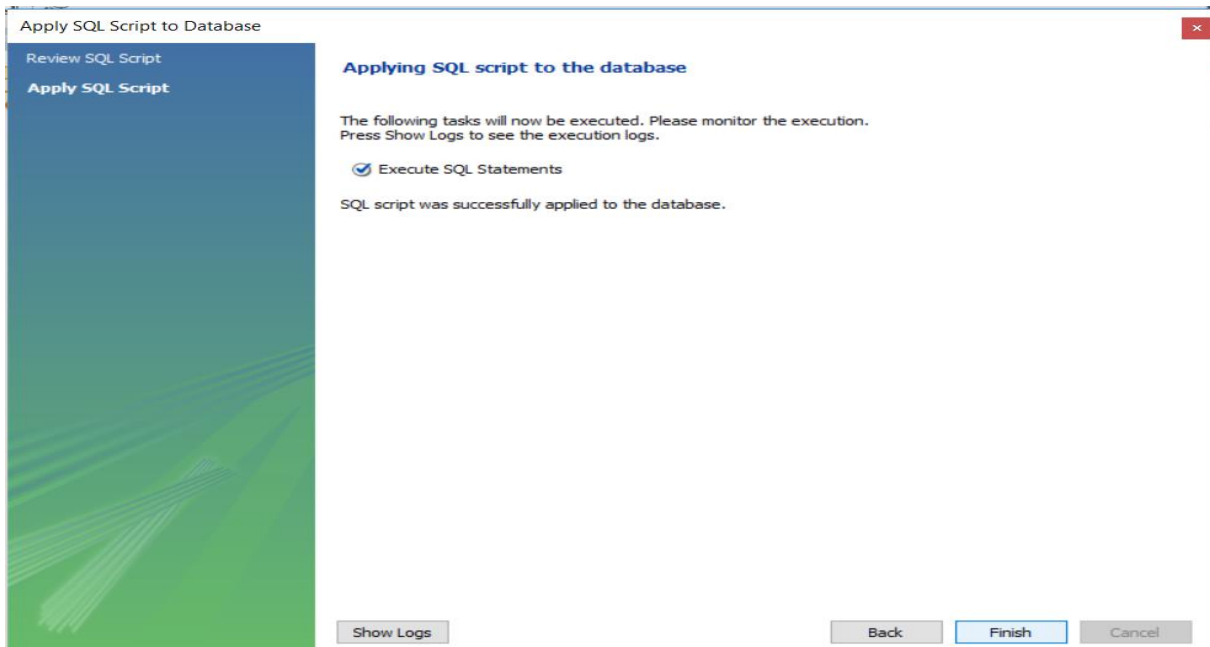 Apply SQL Script to Database
Review SQL Script
Apply SQL Script
Applying SQL script to the database
The following tasks will now be executed. Please monitor the execution.
Press Show Logs to see the execution logs.
Execute SQL Statements
SQL script was successfully applied to the database.
Show Logs
Back
Finish
Cancel